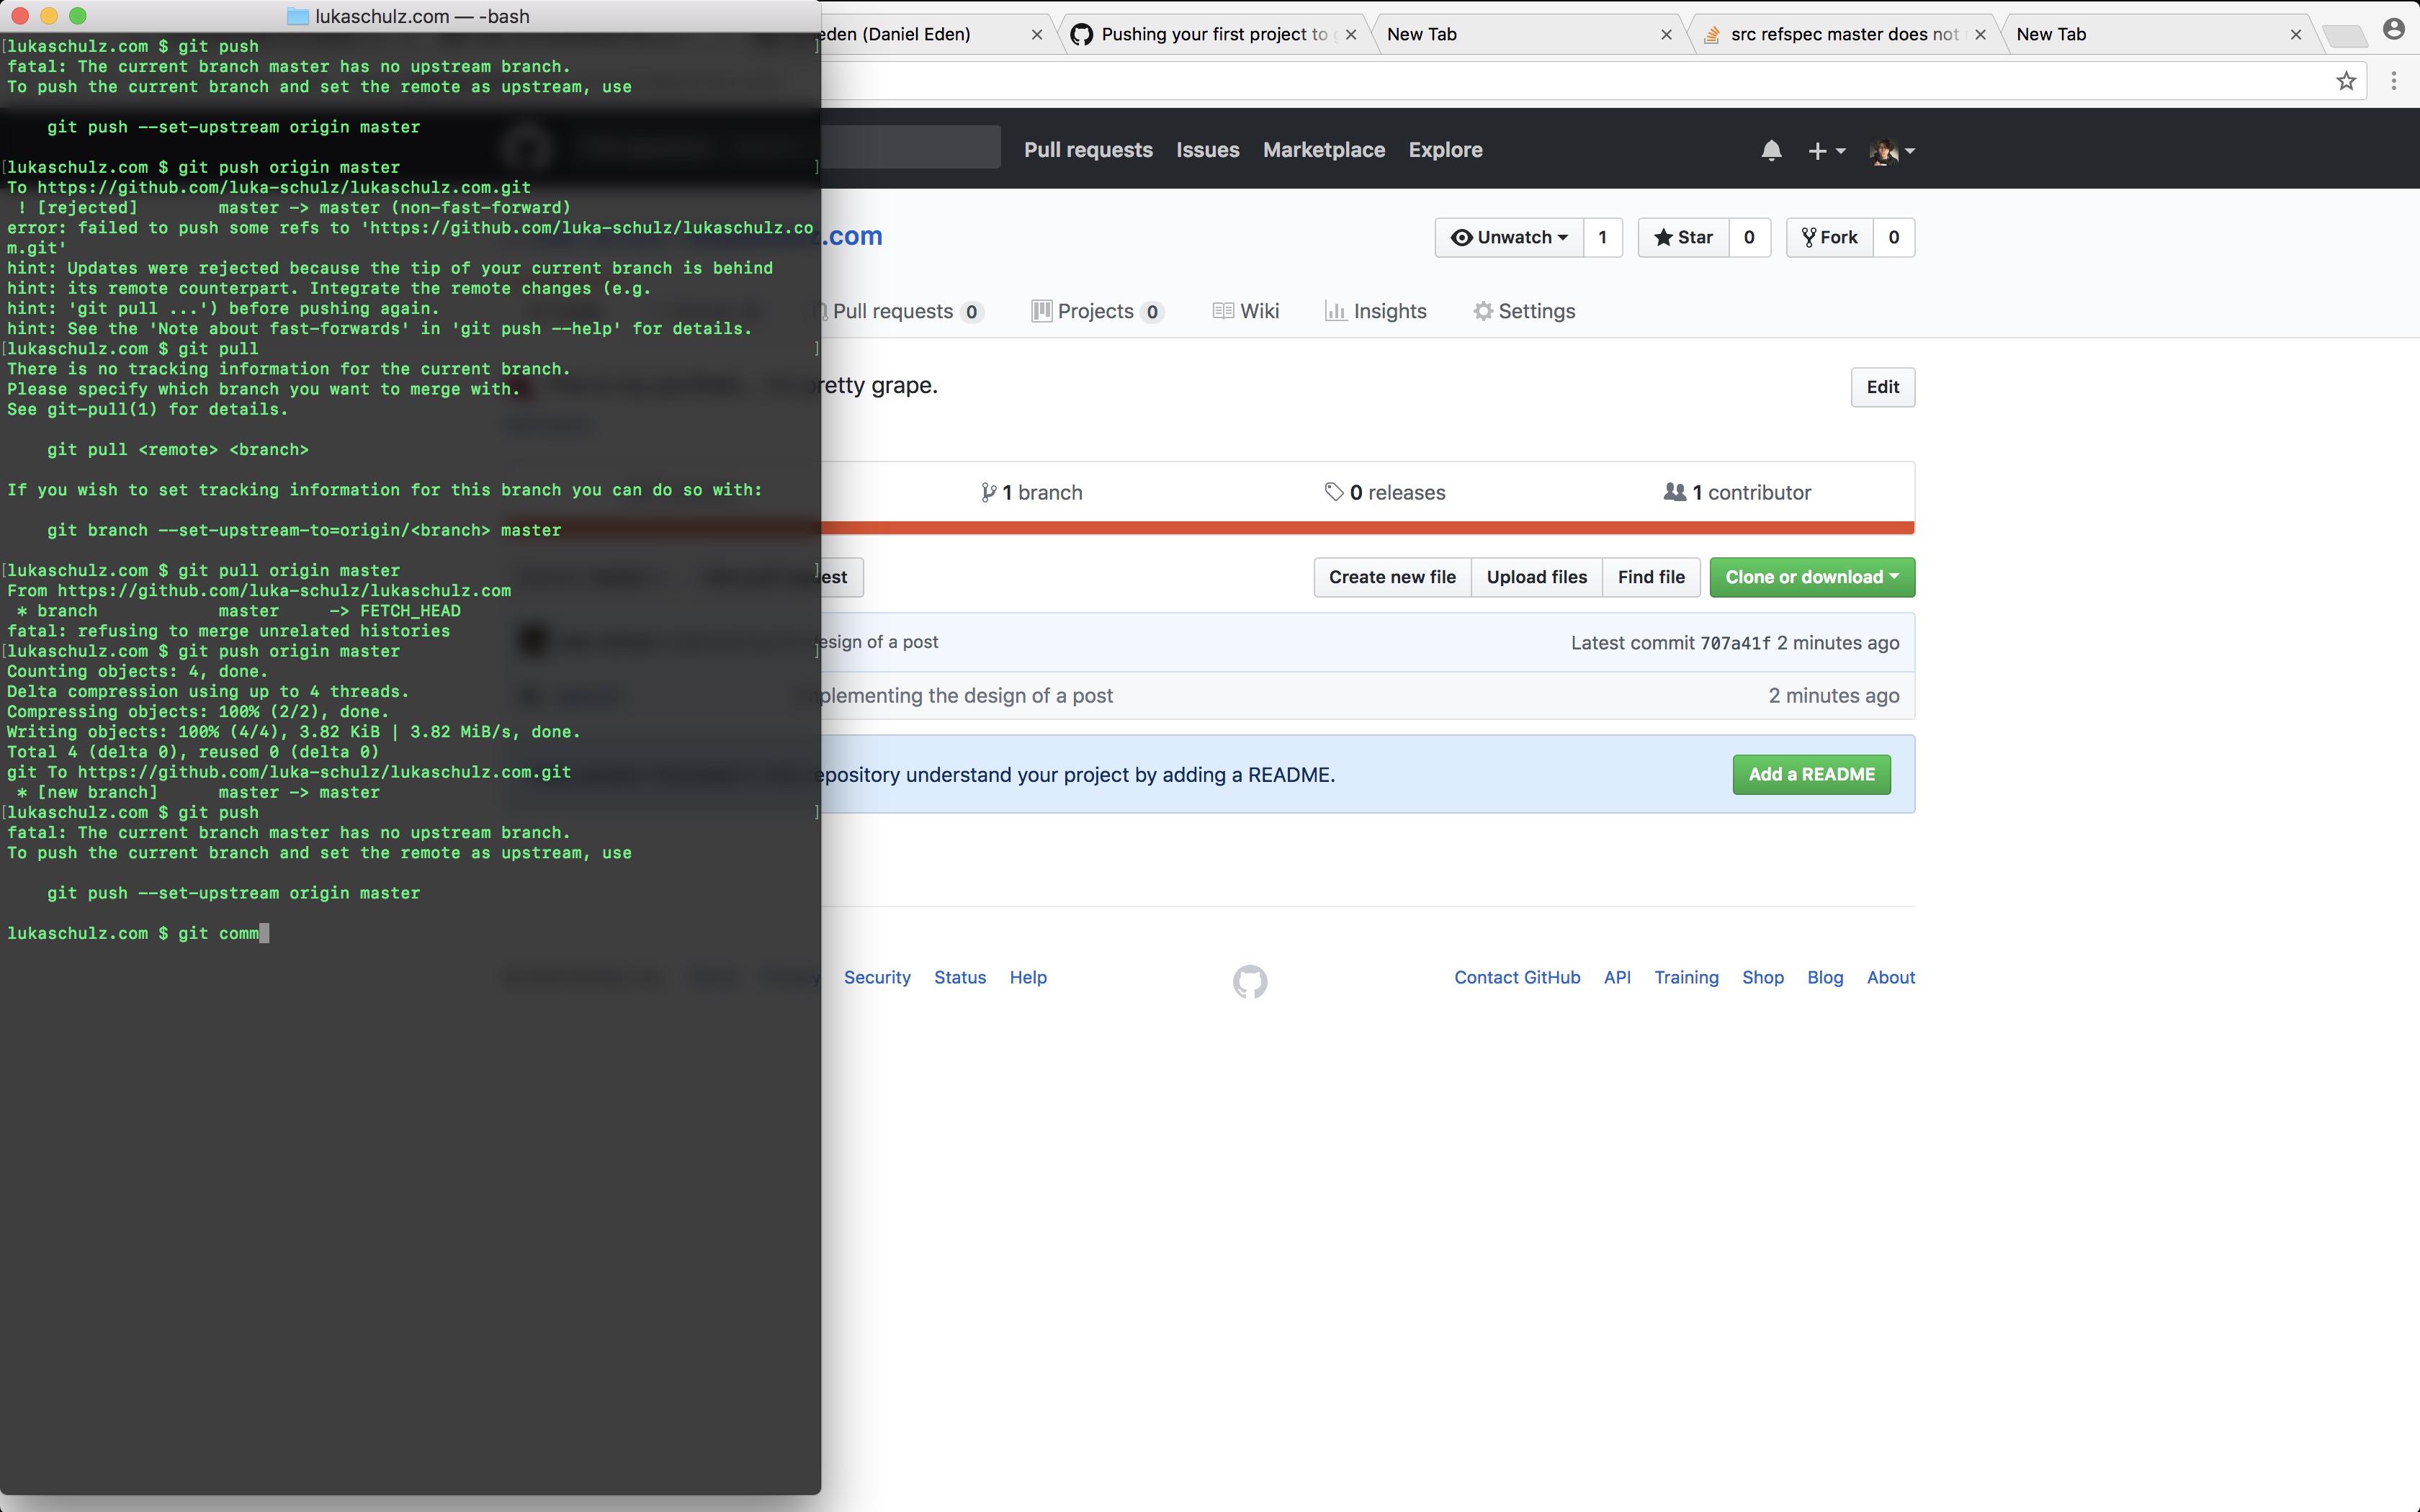 lukaschulz.com — -bash
[lukaschulz.com $ git push ]
fatal: The current branch master has no upstream branch.
To push the current branch and set the remote as upstream, use
git push --set-upstream origin master
[lukaschulz.com $ git push origin master ]
To https://github.com/luka-schulz/lukaschulz.com.git
! [rejected] master -> master (non-fast-forward)
error: failed to push some refs to 'https://github.com/luka-schulz/lukaschulz.co
m.git'
hint: Updates were rejected because the tip of your current branch is behind
hint: its remote counterpart. Integrate the remote changes (e.g.
hint: 'git pull ...') before pushing again.
hint: See the 'Note about fast-forwards' in 'git push --help' for details.
[lukaschulz.com $ git pull ]
There is no tracking information for the current branch.
Please specify which branch you want to merge with.
See git-pull(1) for details.
git pull <remote> <branch>
If you wish to set tracking information for this branch you can do so with:
git branch --set-upstream-to=origin/<branch> master
[lukaschulz.com $ git pull origin master ]
From https://github.com/luka-schulz/lukaschulz.com
* branch master -> FETCH_HEAD
fatal: refusing to merge unrelated histories
[lukaschulz.com $ git push origin master ]
Counting objects: 4, done.
Delta compression using up to 4 threads.
Compressing objects: 100% (2/2), done.
Writing objects: 100% (4/4), 3.82 KiB | 3.82 MiB/s, done.
Total 4 (delta 0), reused 0 (delta 0)
git To https://github.com/luka-schulz/lukaschulz.com.git
* [new branch] master -> master
[lukaschulz.com $ git push ]
fatal: The current branch master has no upstream branch.
To push the current branch and set the remote as upstream, use
git push --set-upstream origin master
lukaschulz.com $ git comm
eden (Daniel Eden)
Pushing your first project to
New Tab
src refspec master does not
New Tab
Pull requests Issues Marketplace Explore
.com
Unwatch 1 Star 0 Fork 0
Pull requests 0 Projects 0 Wiki Insights Settings
retty grape.
Edit
1 branch 0 releases 1 contributor
est
Create new file Upload files Find file Clone or download
esign of a post Latest commit 707a41f 2 minutes ago
plementing the design of a post 2 minutes ago
epository understand your project by adding a README. Add a README
Security Status Help
Contact GitHub API Training Shop Blog About